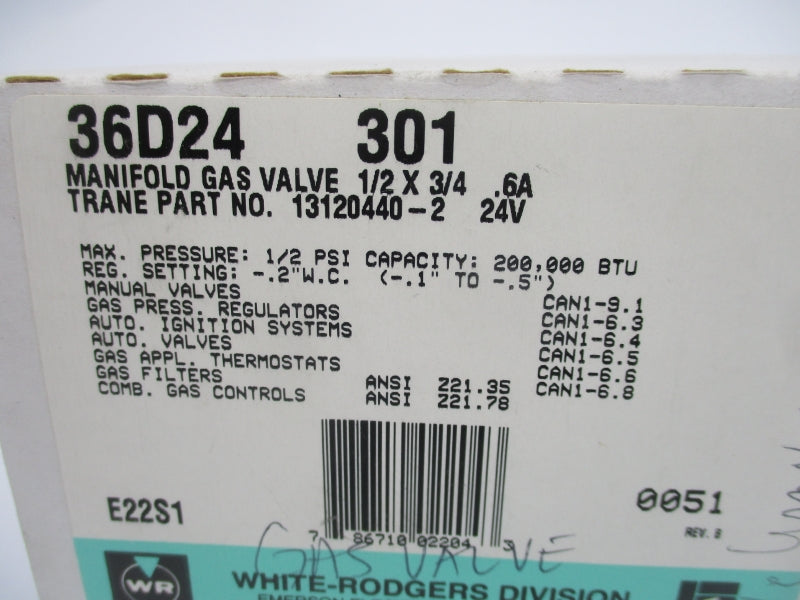 36D24 301
MANIFOLD GAS VALVE 1/2 X 3/4 .6A
TRANE PART NO. 13120440-2 24V
MAX. PRESSURE: 1/2 PSI CAPACITY: 200,000 BTU
REG. SETTING: -.2"W.C. (-.1" TO -.5")
MANUAL VALVES CAN1-9.1
GAS PRESS. REGULATORS CAN1-6.3
AUTO. IGNITION SYSTEMS CAN1-6.4
AUTO. VALVES CAN1-6.5
GAS APPL. THERMOSTATS CAN1-6.6
GAS FILTERS ANSI Z21.35 CAN1-6.8
COMB. GAS CONTROLS ANSI Z21.78
E22S1 0051
REV. B
7 86710 02204 3
GAS VALVE
WR WHITE-RODGERS DIVISION